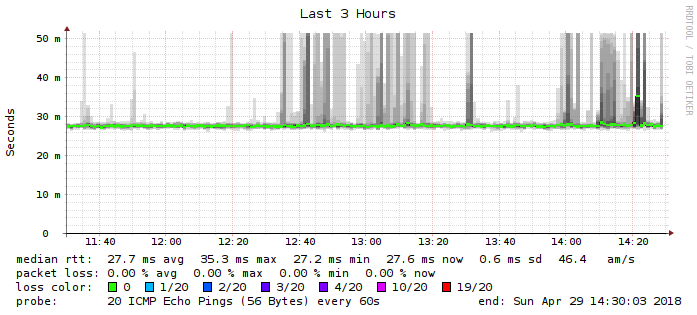 Last 3 Hours
RRDTOOL / TOBI OETIKER
Seconds
50 m
40 m
30 m
20 m
10 m
0
11:40 12:00 12:20 12:40 13:00 13:20 13:40 14:00 14:20
median rtt: 27.7 ms avg 35.3 ms max 27.2 ms min 27.6 ms now 0.6 ms sd 46.4 am/s
packet loss: 0.00 % avg 0.00 % max 0.00 % min 0.00 % now
loss color: 0 1/20 2/20 3/20 4/20 10/20 19/20
probe: 20 ICMP Echo Pings (56 Bytes) every 60s end: Sun Apr 29 14:30:03 2018